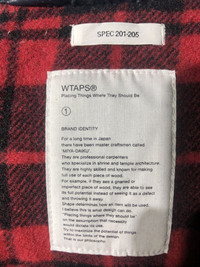 SPEC 201-205
WTAPS®
Placing Things Where They Should Be
1
BRAND IDENTITY
For a long time in Japan
there have been master craftsmen called
'MIYA-DAIKU'.
They are professional carpenters
who specialize in shrine and temple architecture.
They are highly skilled and known for making
full use of each piece of wood.
For example, if they see a gnarled or
imperfect piece of wood, they are able to see
its full potential instead of seeing it as a defect
and throwing it away.
Shape determines how an item will be used.
I believe this is what design can do
'Placing things where they should be'
on the assumption that necessity
would dictate its use.
Try to maximize the potential of things
within the limits of their nature.
That is our philosophy.